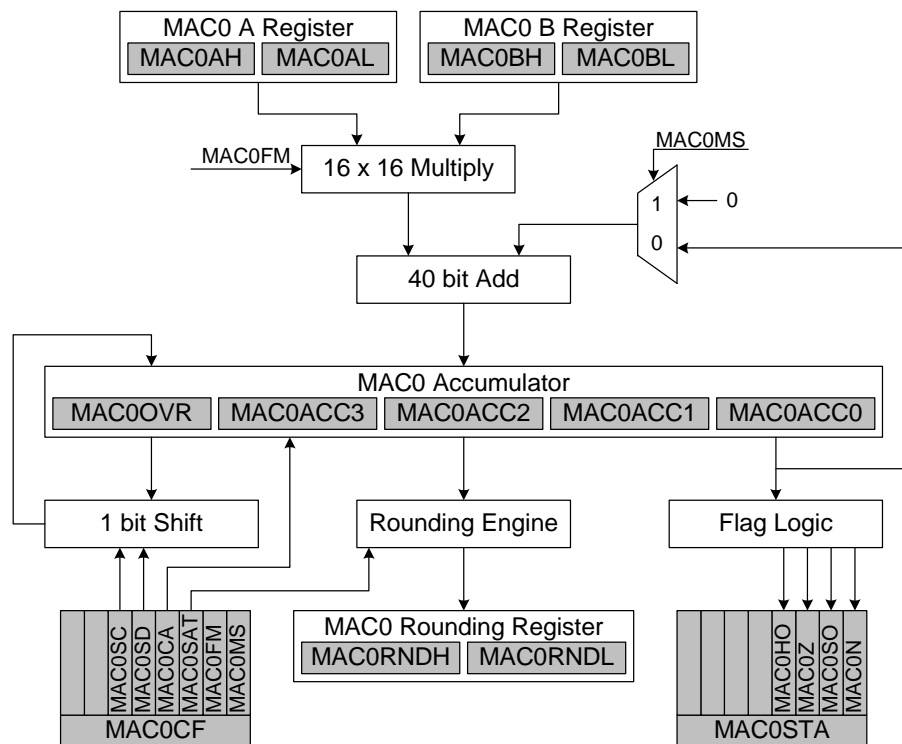 MAC0 A Register
MAC0AH MAC0AL
MAC0 B Register
MAC0BH MAC0BL
MAC0FM
16 x 16 Multiply
MAC0MS
1
0
0
40 bit Add
MAC0 Accumulator
MAC0OVR MAC0ACC3 MAC0ACC2 MAC0ACC1 MAC0ACC0
1 bit Shift
Rounding Engine
Flag Logic
MAC0SC
MAC0SD
MAC0CA
MAC0SAT
MAC0FM
MAC0MS
MAC0CF
MAC0 Rounding Register
MAC0RNDH MAC0RNDL
MAC0HO
MAC0Z
MAC0SO
MAC0N
MAC0STA